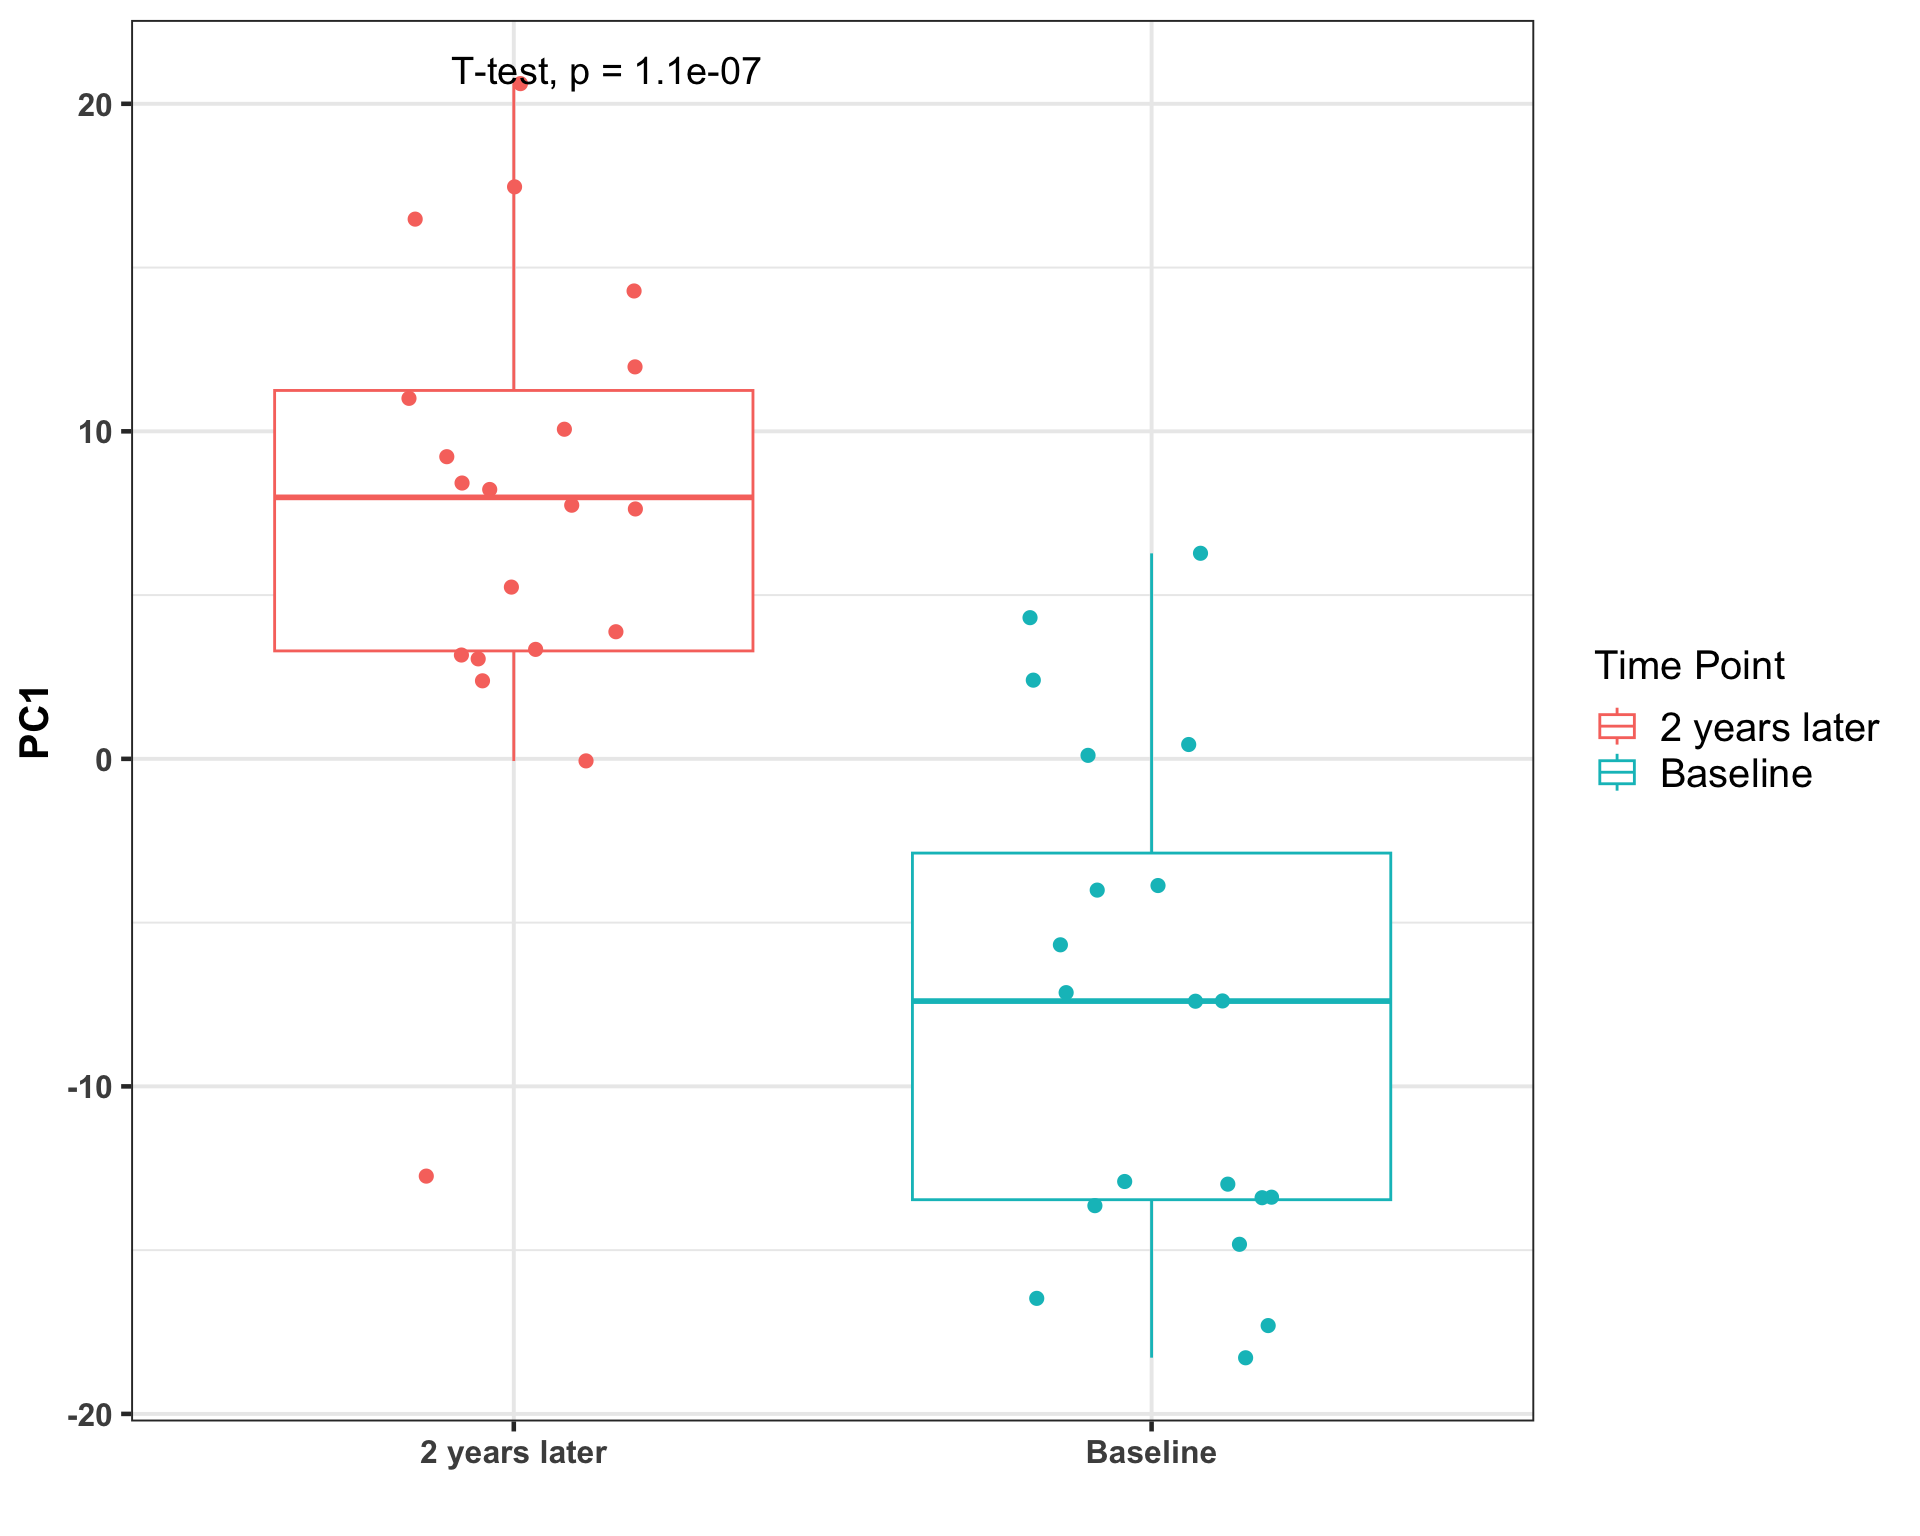 T-test, p = 1.1e-07
20
10
0
-10
-20
PC1
2 years later
Baseline
Time Point
2 years later
Baseline